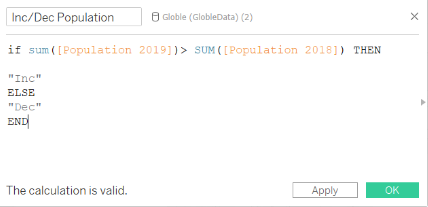 Inc/Dec Population
Globle (GlobleData) (2)
if sum([Population 2019])> SUM([Population 2018]) THEN
"Inc"
ELSE
"Dec"
END
The calculation is valid.
Apply
OK